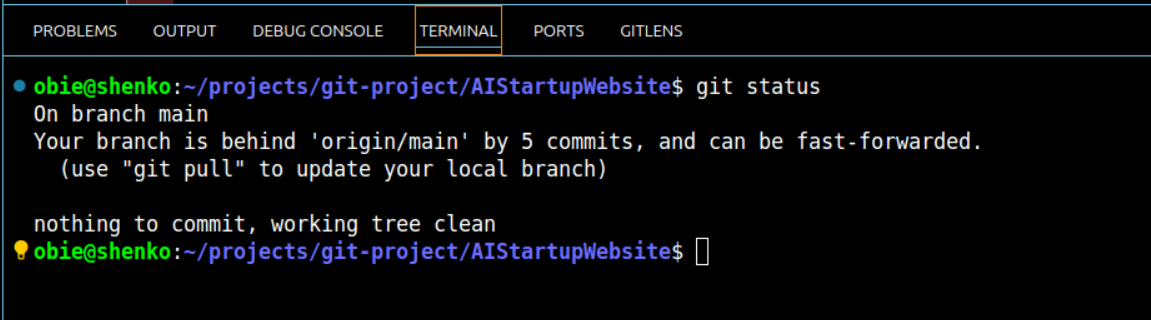 PROBLEMS OUTPUT DEBUG CONSOLE TERMINAL PORTS GITLENS
obie@shenko:~/projects/git-project/AIStartupWebsite$ git status
On branch main
Your branch is behind 'origin/main' by 5 commits, and can be fast-forwarded.
  (use "git pull" to update your local branch)

nothing to commit, working tree clean
obie@shenko:~/projects/git-project/AIStartupWebsite$